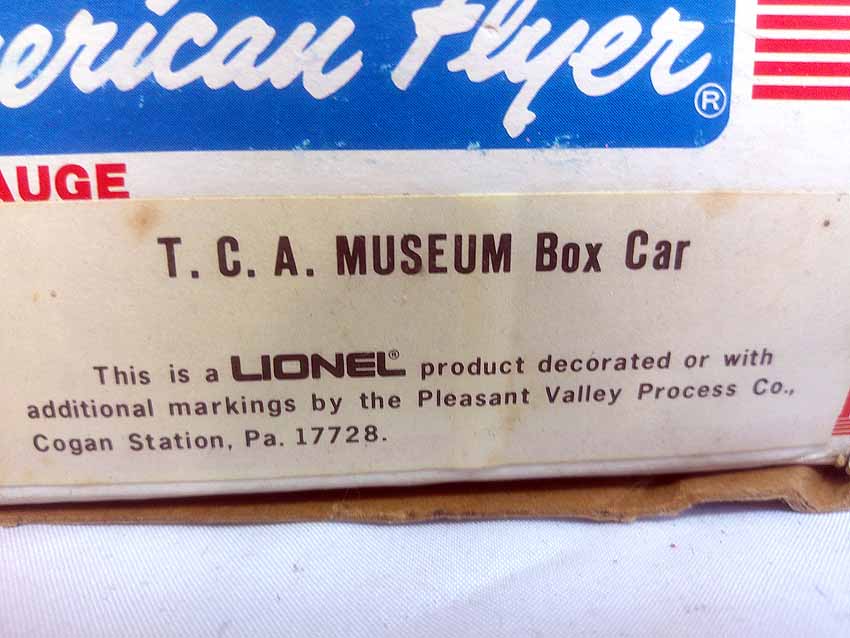 erican Flyer®
AUGE
T. C. A. MUSEUM Box Car
This is a LIONEL® product decorated or with
additional markings by the Pleasant Valley Process Co.,
Cogan Station, Pa. 17728.